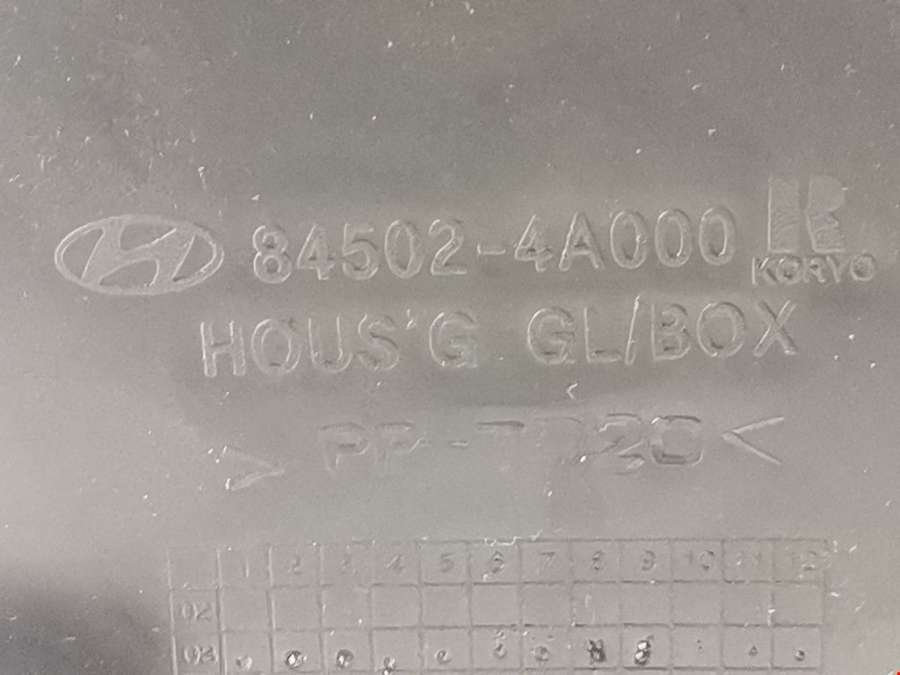 84502-4A000
KORYO
HOUS'G GL/BOX
1 2 3 4 5 6 7 8 9 10 11 12
02
03